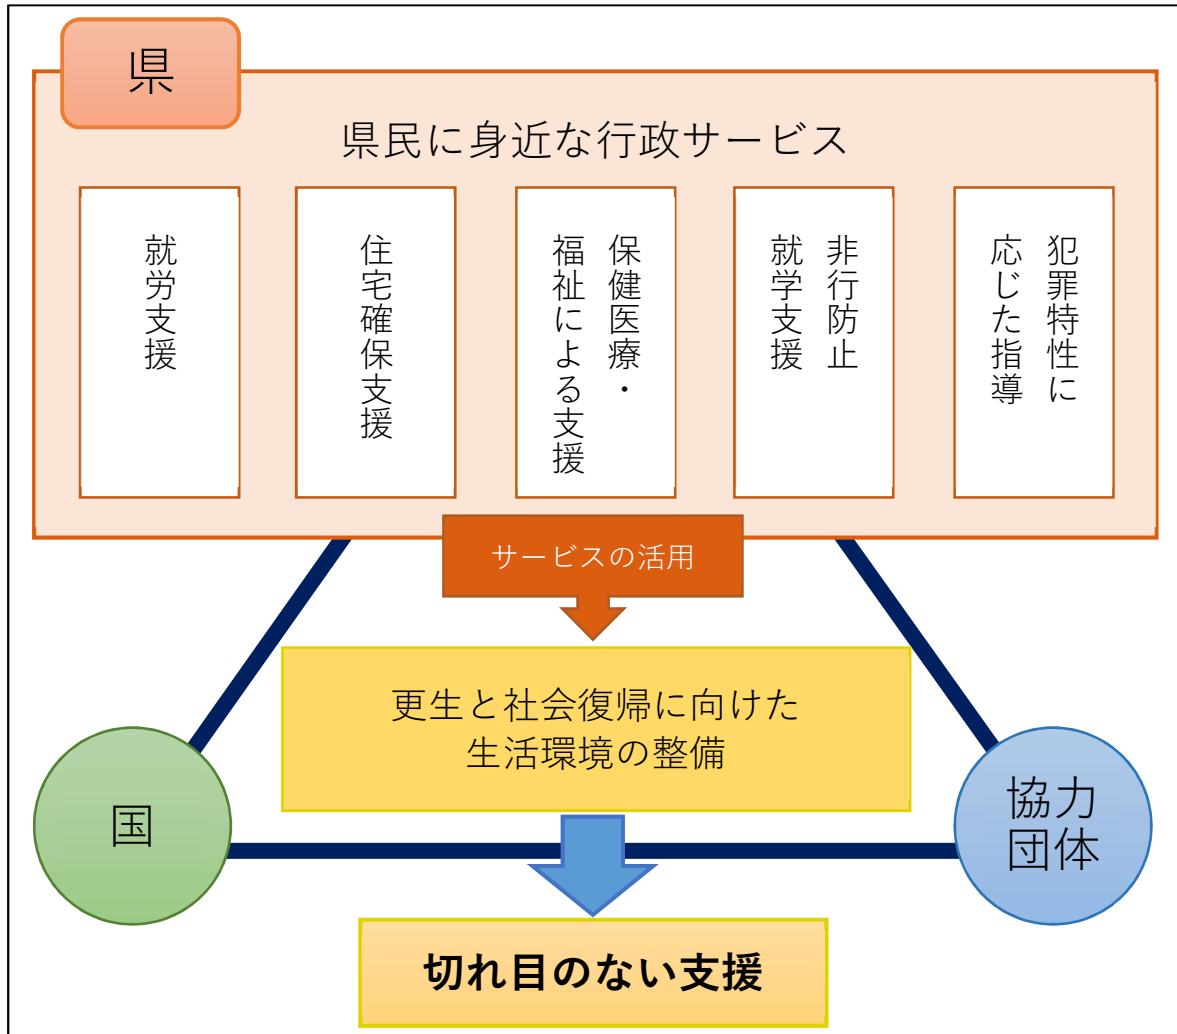 県
県民に身近な行政サービス
就労支援
住宅確保支援
保健医療・
福祉による支援
非行防止
就学支援
犯罪特性に
応じた指導
サービスの活用
更生と社会復帰に向けた
生活環境の整備
国
協力
団体
切れ目のない支援